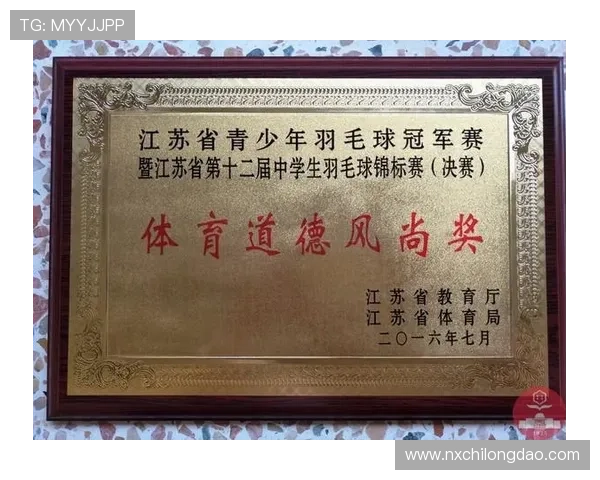 TG: MYYJJPP
江苏省青少年羽毛球冠军赛
暨江苏省第十二届中学生羽毛球锦标赛（决赛）
体育道德风尚奖
江苏省教育厅
江苏省体育局
二〇一六年七月
www.nxchilongdao.com